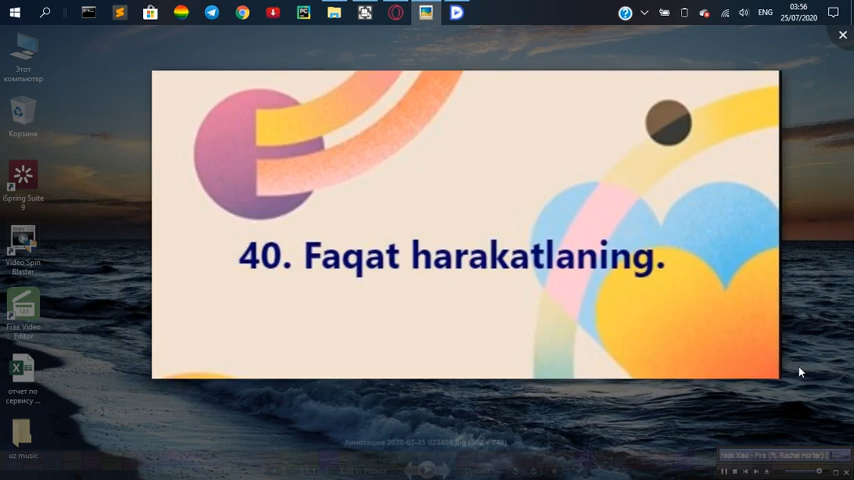 ENG
03:56
25/07/2020
Этот
компьютер
Корзина
iSpring Suite
9
Video Spin
Blaster
Free Video
Editor
отчет по
сервису ...
uz music
40. Faqat harakatlaning.